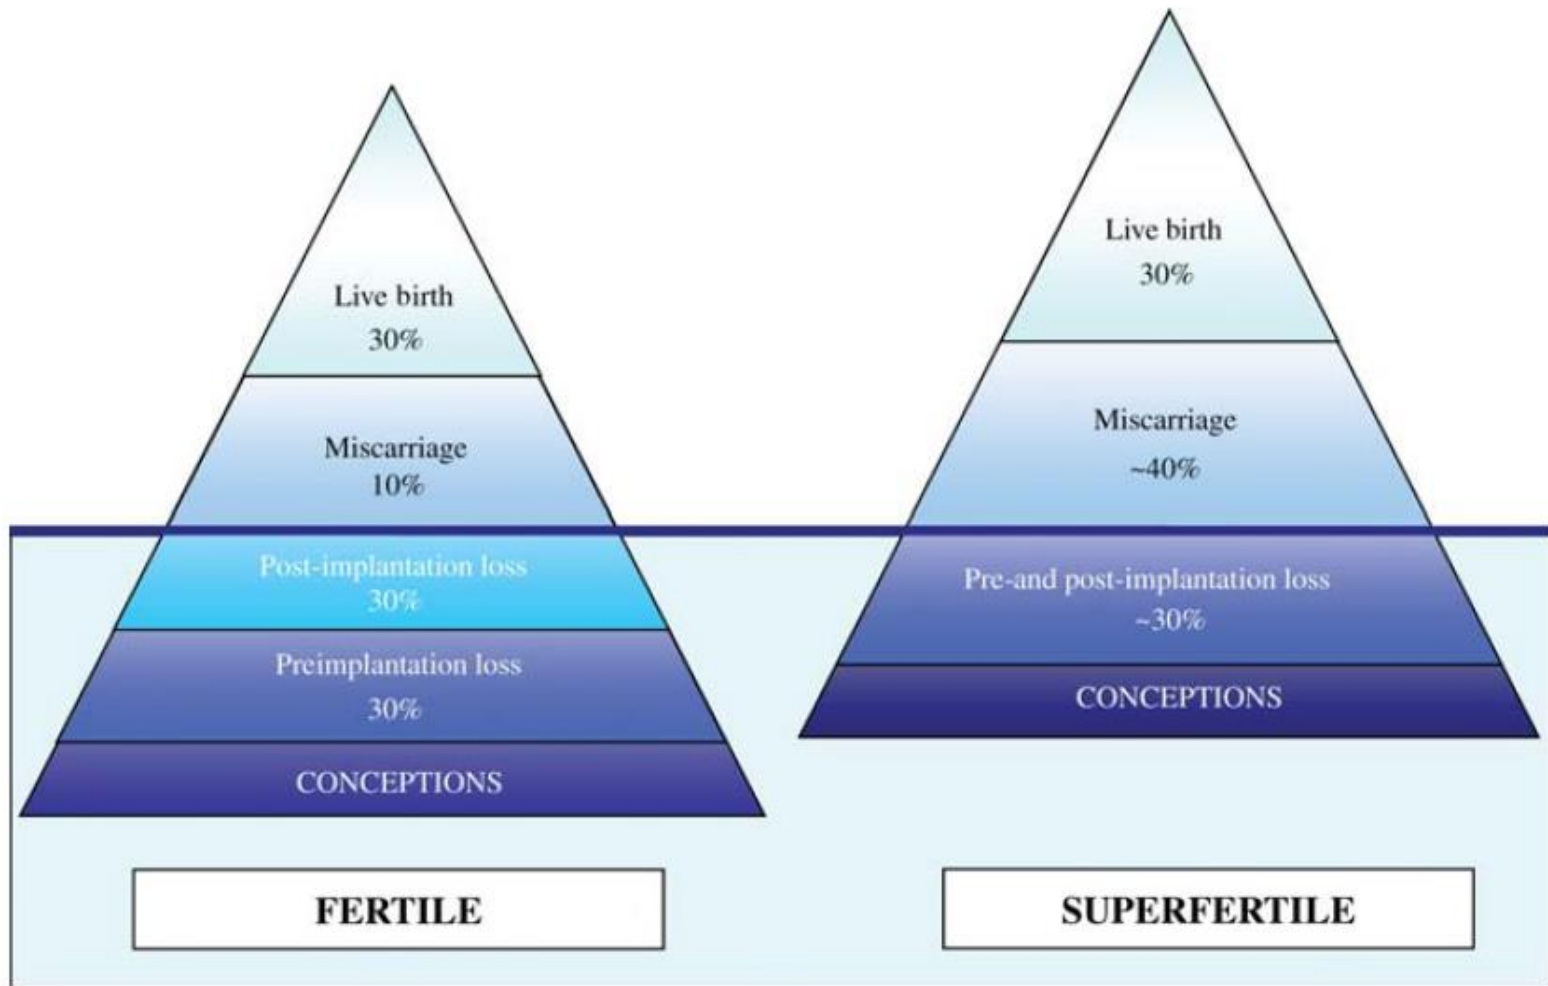 Live birth
30%
Miscarriage
10%
Post-implantation loss
30%
Preimplantation loss
30%
CONCEPTIONS
FERTILE
Live birth
30%
Miscarriage
~40%
Pre-and post-implantation loss
~30%
CONCEPTIONS
SUPERFERTILE